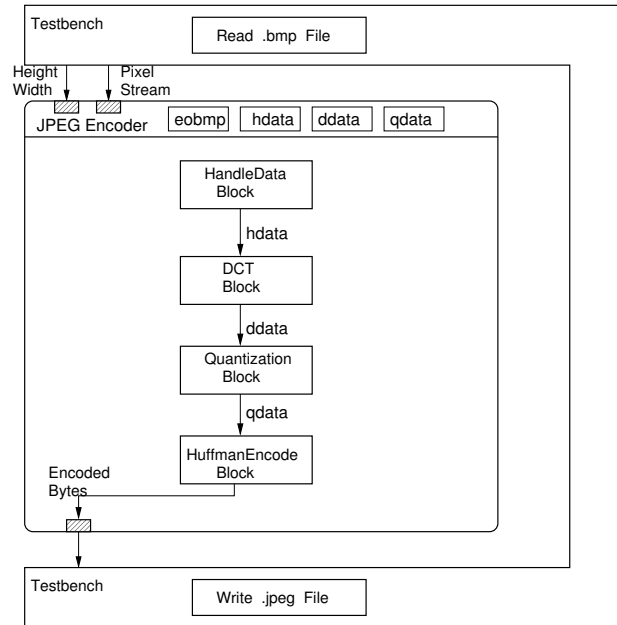 Testbench
Read .bmp File
Height
Width
Pixel
Stream
JPEG Encoder
eobmp
hdata
ddata
qdata
HandleData
Block
hdata
DCT
Block
ddata
Quantization
Block
qdata
HuffmanEncode
Block
Encoded
Bytes
Testbench
Write .jpeg File